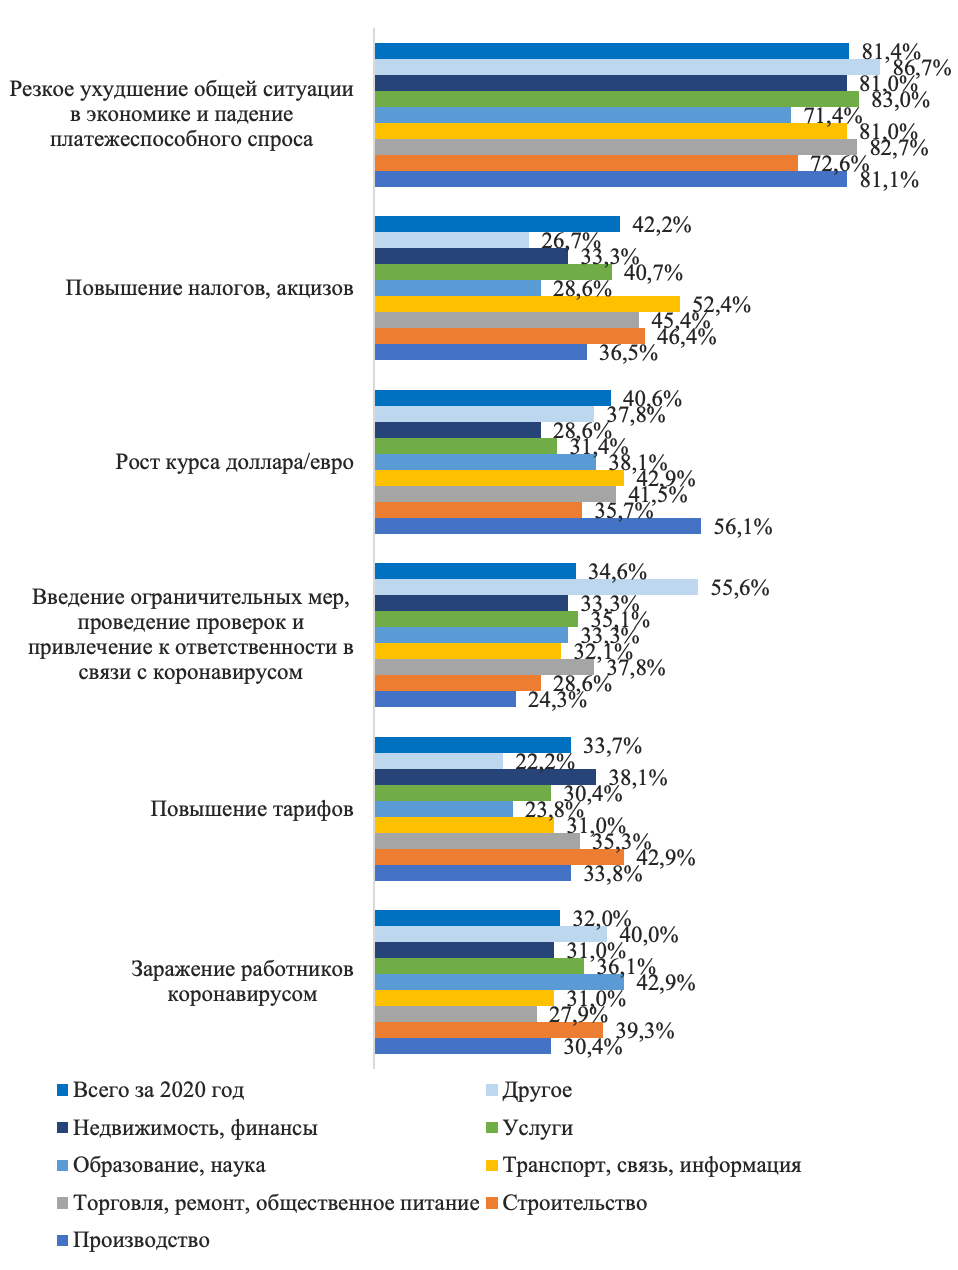 Резкое ухудшение общей ситуации
в экономике и падение
платежеспособного спроса
81,4%
86,7%
81,0%
83,0%
71,4%
81,0%
82,7%
72,6%
81,1%
Повышение налогов, акцизов
42,2%
26,7%
33,3%
40,7%
28,6%
52,4%
45,4%
46,4%
36,5%
Рост курса доллара/евро
40,6%
37,8%
28,6%
31,4%
38,1%
42,9%
41,5%
35,7%
56,1%
Введение ограничительных мер,
проведение проверок и
привлечение к ответственности в
связи с коронавирусом
34,6%
55,6%
33,3%
35,1%
33,3%
32,1%
37,8%
28,6%
24,3%
Повышение тарифов
33,7%
22,2%
38,1%
30,4%
23,8%
31,0%
35,3%
42,9%
33,8%
Заражение работников
коронавирусом
32,0%
40,0%
31,0%
36,1%
42,9%
31,0%
27,9%
39,3%
30,4%
Всего за 2020 год
Другое
Недвижимость, финансы
Услуги
Образование, наука
Транспорт, связь, информация
Торговля, ремонт, общественное питание
Строительство
Производство